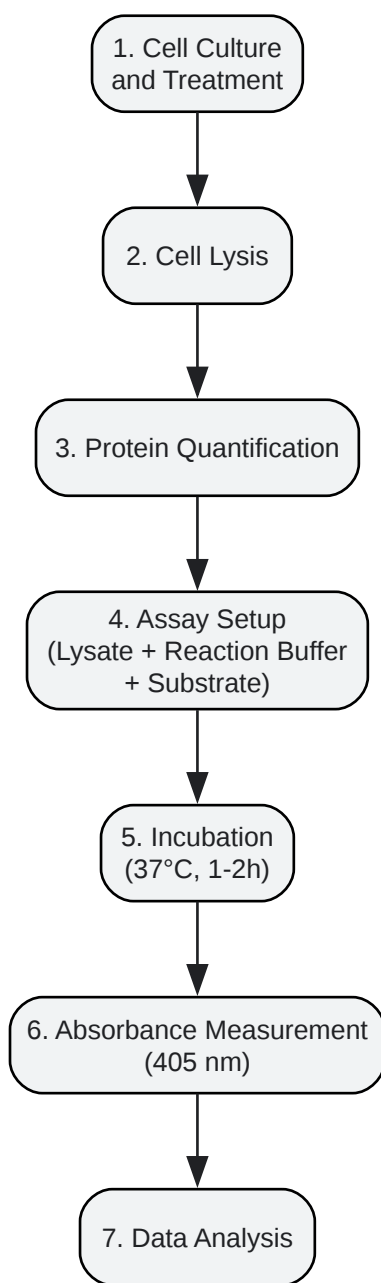 1. Cell Culture
and Treatment
2. Cell Lysis
3. Protein Quantification
4. Assay Setup
(Lysate + Reaction Buffer
+ Substrate)
5. Incubation
(37°C, 1-2h)
6. Absorbance Measurement
(405 nm)
7. Data Analysis